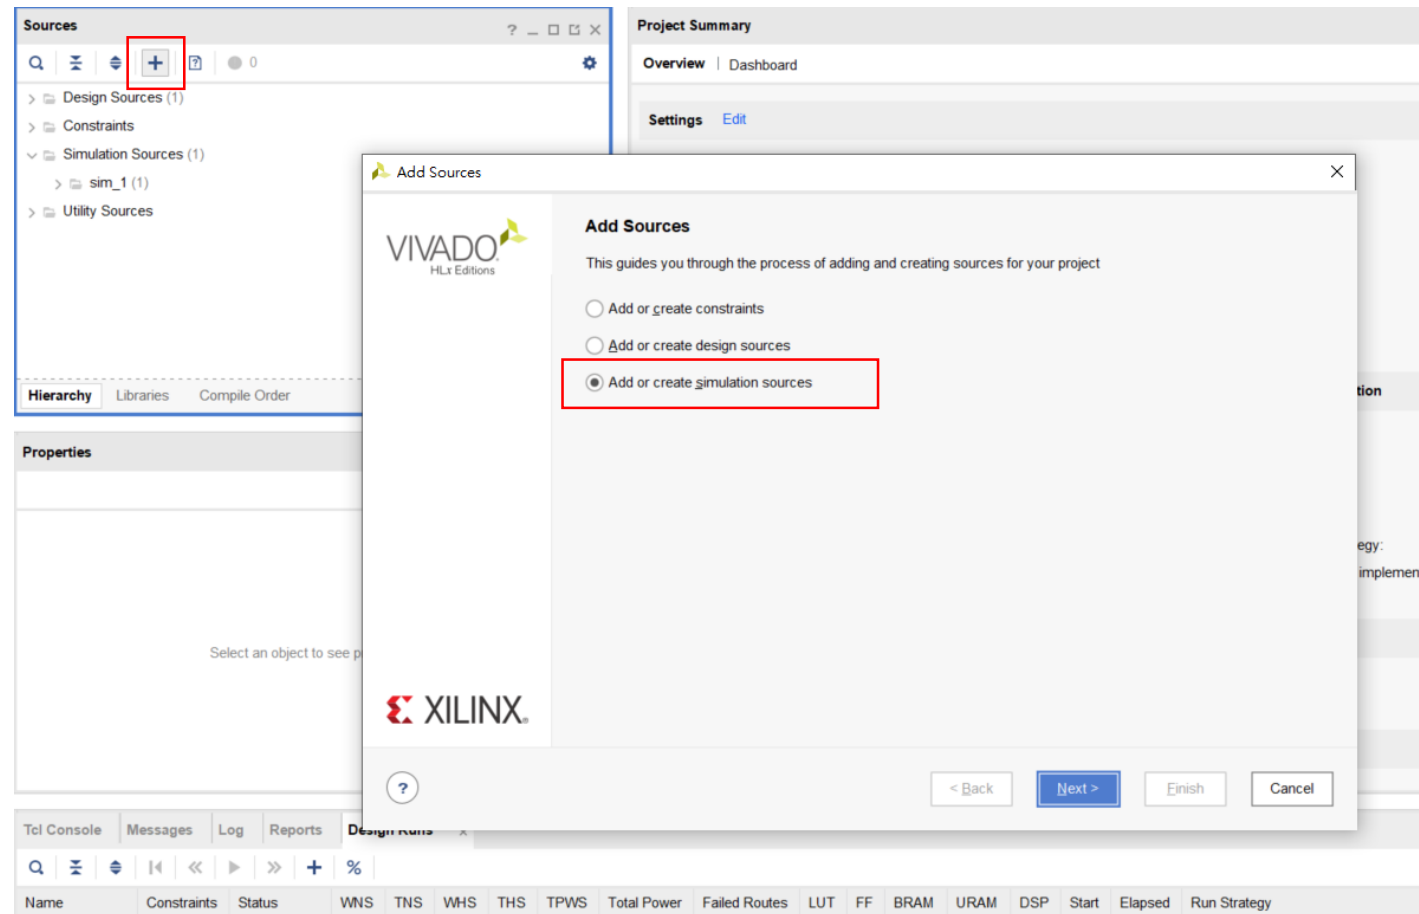 Sources
Project Summary
0
Overview | Dashboard
Design Sources (1)
Constraints
Settings Edit
Simulation Sources (1)
sim_1 (1)
Utility Sources
Add Sources
VIVADO
HLx Editions
Add Sources
This guides you through the process of adding and creating sources for your project
Add or create constraints
Add or create design sources
Add or create simulation sources
Hierarchy Libraries Compile Order
tion
Properties
egy:
implemen
Select an object to see p
XILINX
? < Back Next > Finish Cancel
Tcl Console Messages Log Reports Design Runs
Name Constraints Status WNS TNS WHS THS TPWS Total Power Failed Routes LUT FF BRAM URAM DSP Start Elapsed Run Strategy